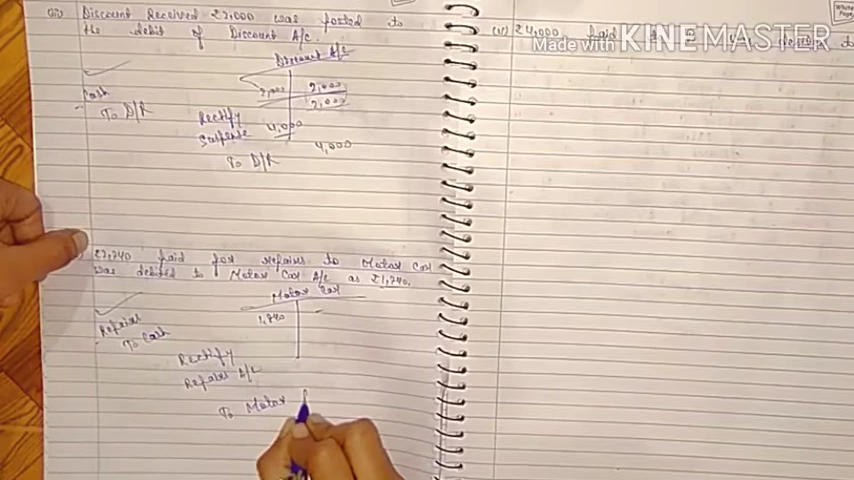 (iii) Discount Received ₹2,000 was posted to
the debit of Discount A/c.
Discount A/c
2,000 2,000
2,000
Cash
To D/R
Rectify
Suspense 4,000
To D/R 4,000
₹2,740 paid for repairs to Motor Car
was debited to Motor Car A/c as ₹1,740.
Motor Car
1,740
Repairs
To Cash
Rectify
Repairs A/c
To Motor
(v) ₹4,000 paid
Made with KINEMASTER